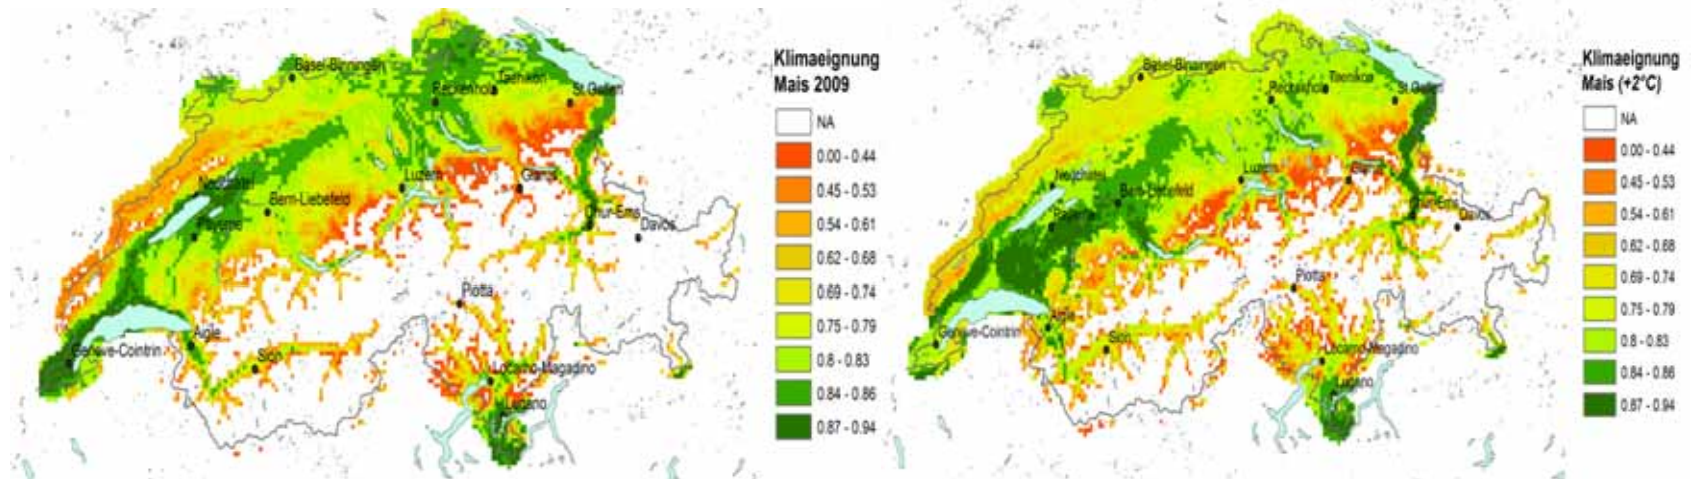 Klimaeignung
Mais 2009
NA
0.00 - 0.44
0.45 - 0.53
0.54 - 0.61
0.62 - 0.68
0.69 - 0.74
0.75 - 0.79
0.8 - 0.83
0.84 - 0.86
0.87 - 0.94
Basel-Binningen
Taenikon
Reckenholz
St.Gallen
Neuchatel
Luzern
Glarus
Bern-Liebefeld
Payerne
Chur-Ems
Davos
Piotta
Aigle
Sion
Genève-Cointrin
Locarno-Magadino
Lugano
Klimaeignung
Mais (+2°C)
NA
0.00 - 0.44
0.45 - 0.53
0.54 - 0.61
0.62 - 0.68
0.69 - 0.74
0.75 - 0.79
0.8 - 0.83
0.84 - 0.86
0.87 - 0.94
Basel-Binningen
Taenikon
Reckenholz
St.Gallen
Neuchatel
Luzern
Glarus
Bern-Liebefeld
Payerne
Chur-Ems
Davos
Piotta
Aigle
Sion
Genève-Cointrin
Locarno-Magadino
Lugano